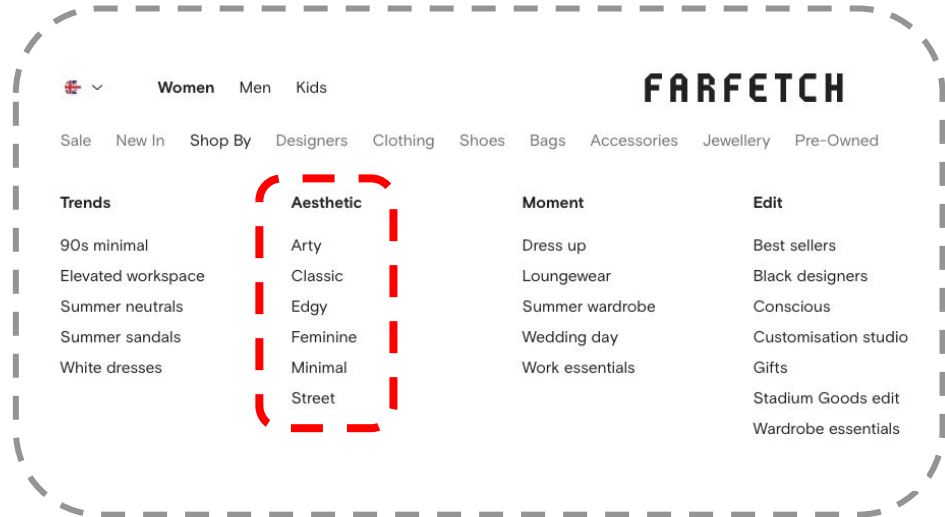 Women Men Kids
FARFETCH
Sale New In Shop By Designers Clothing Shoes Bags Accessories Jewellery Pre-Owned
Trends
90s minimal
Elevated workspace
Summer neutrals
Summer sandals
White dresses
Aesthetic
Arty
Classic
Edgy
Feminine
Minimal
Street
Moment
Dress up
Loungewear
Summer wardrobe
Wedding day
Work essentials
Edit
Best sellers
Black designers
Conscious
Customisation studio
Gifts
Stadium Goods edit
Wardrobe essentials